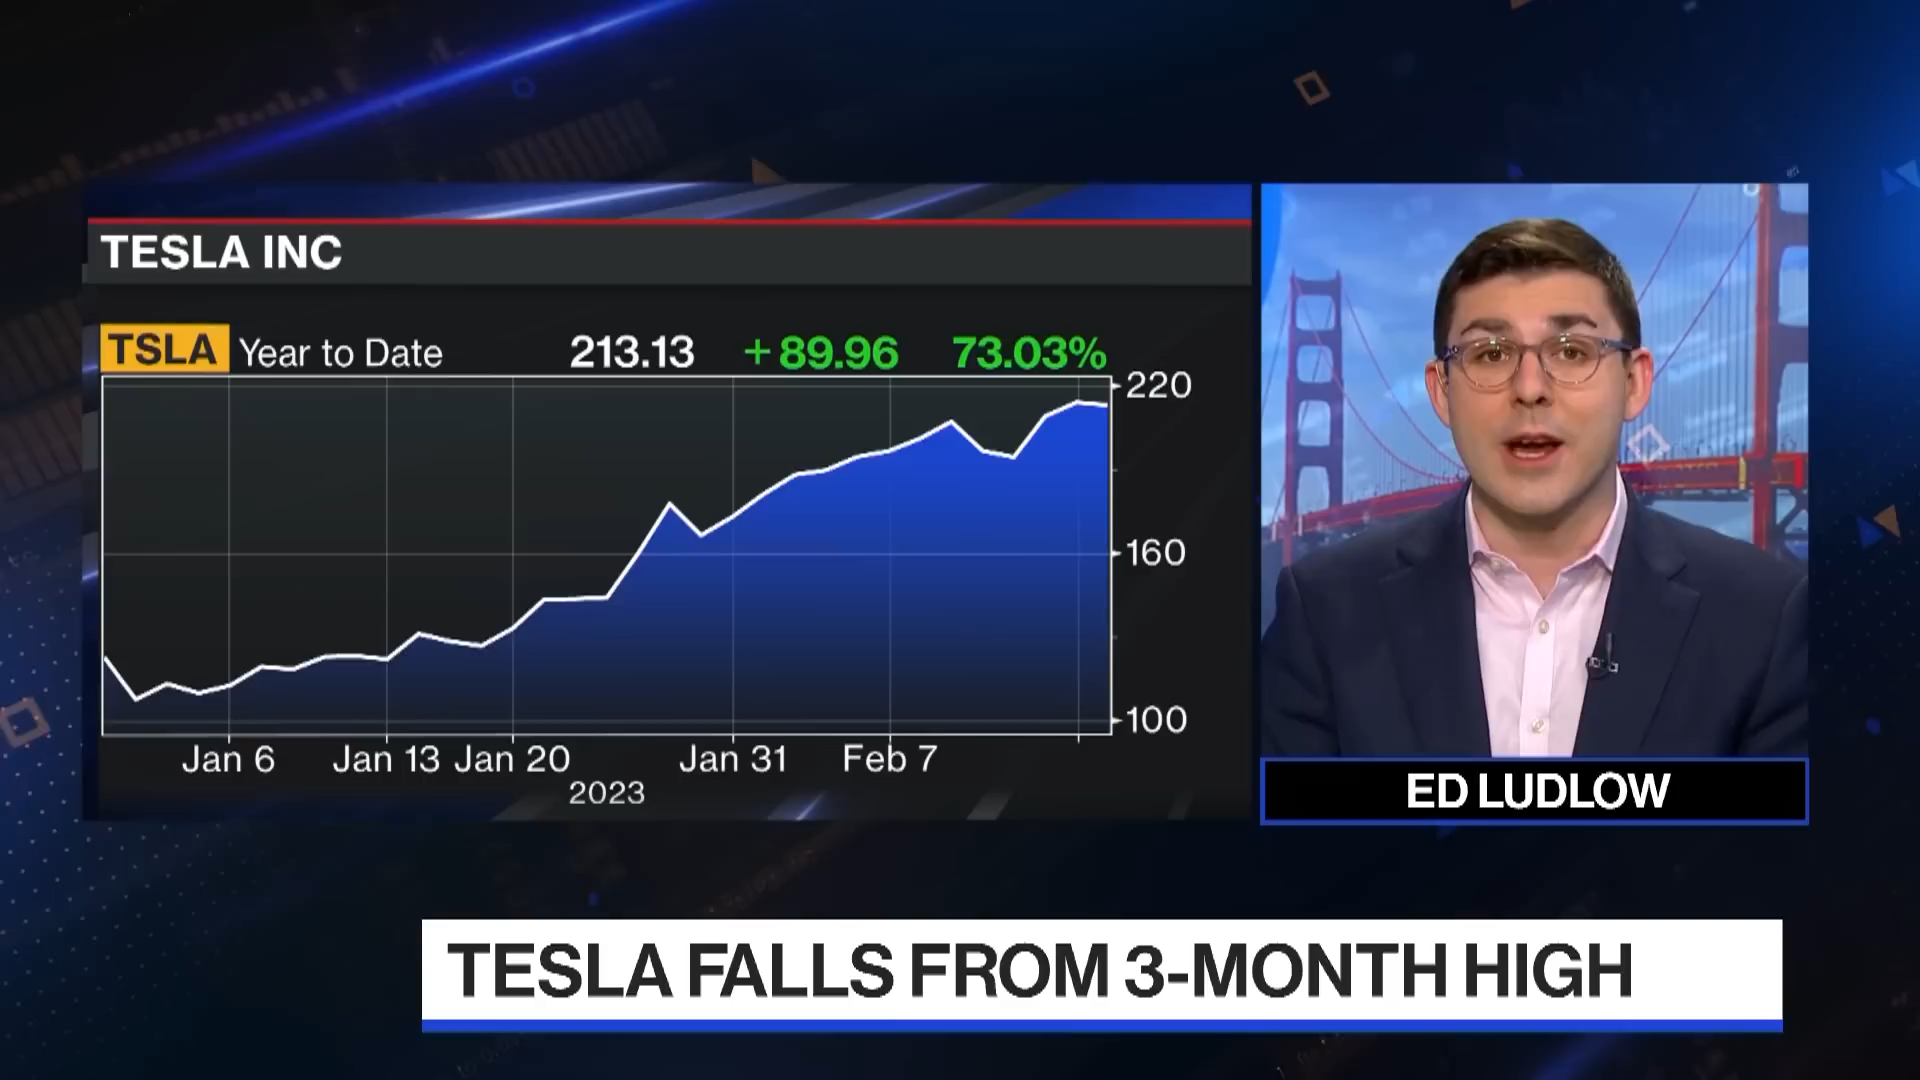 TESLA INC
TSLA Year to Date 213.13 +89.96 73.03%
220
160
100
Jan 6 Jan 13 Jan 20 Jan 31 Feb 7
2023
ED LUDLOW
TESLA FALLS FROM 3-MONTH HIGH